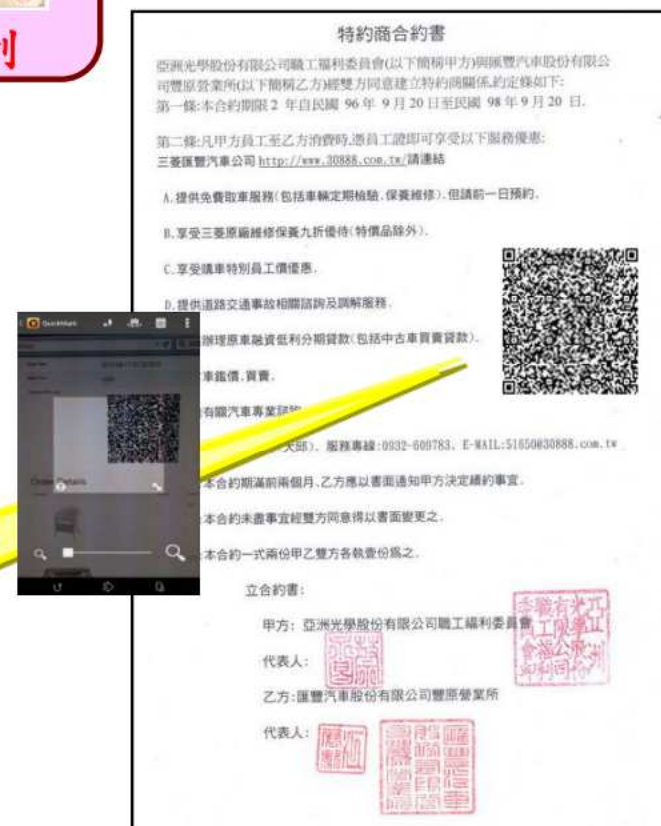 利
特約商合約書
亞洲光學股份有限公司職工福利委員會(以下簡稱甲方)與匯豐汽車股份有限公
司豐原營業所(以下簡稱乙方)經雙方同意建立特約商關係,約定條如下:
第一條:本合約期限 2 年自民國 96 年 9 月 20 日至民國 98 年 9 月 20 日.
第二條:凡甲方員工至乙方消費時,憑員工證即可享受以下服務優惠:
三菱匯豐汽車公司 http://www.30888.com.tw/請連結
A.提供免費取車服務(包括車輛定期檢驗.保養維修).但請前一日預約.
B.享受三菱原廠維修保養九折優待(特價品除外).
C.享受購車特別員工價優惠.
D.提供道路交通事故相關諮詢及調解服務.
辦理原車融資低利分期貸款(包括中古車買賣貸款).
車鑑價.買賣.
有關汽車專業諮詢
(大邱). 服務專線:0932-609783. E-MAIL:51650@30888.com.tw
本合約期滿前兩個月.乙方應以書面通知甲方決定續約事宜.
本合約未盡事宜經雙方同意得以書面變更之.
本合約一式兩份甲乙雙方各執壹份為之.
立合約書:
甲方: 亞洲光學股份有限公司職工福利委員會
代表人:
乙方:匯豐汽車股份有限公司豐原營業所
代表人:
QuickMark
Order Details